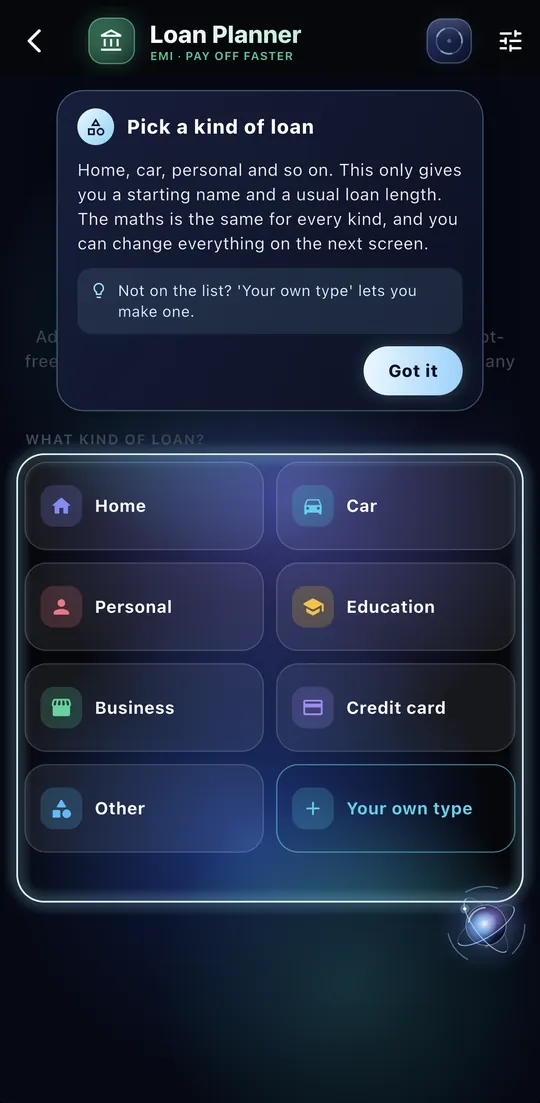 Loan Planner
EMI · PAY OFF FASTER
Pick a kind of loan
Home, car, personal and so on. This only gives
you a starting name and a usual loan length.
The maths is the same for every kind, and you
can change everything on the next screen.
Not on the list? 'Your own type' lets you
make one.
Got it
WHAT KIND OF LOAN?
Home
Car
Personal
Education
Business
Credit card
Other
Your own type